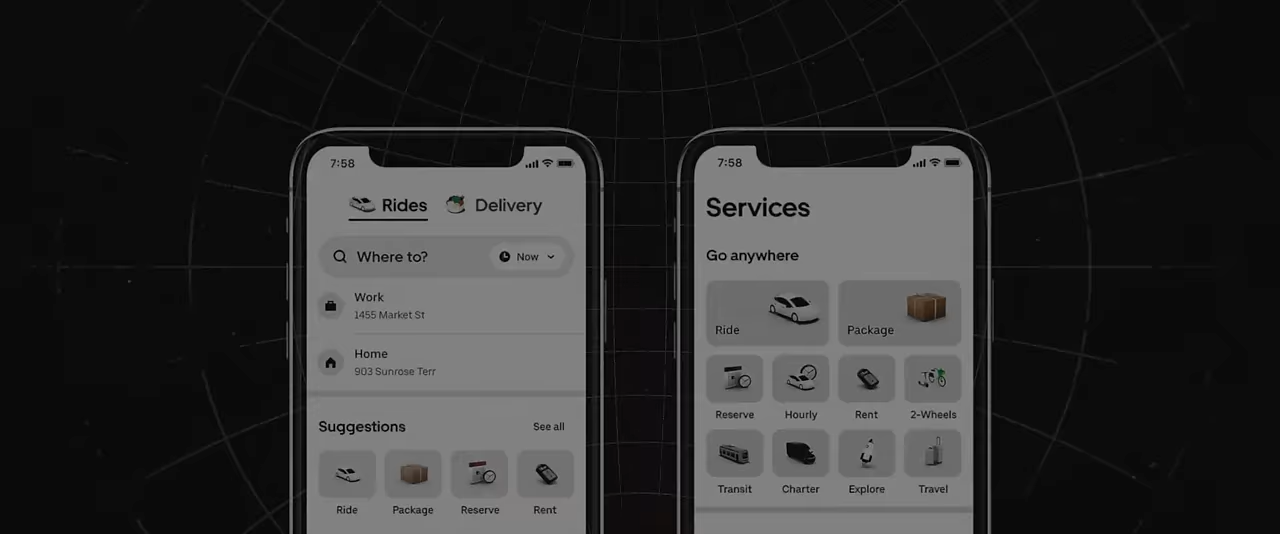 7:58
Rides Delivery
Where to? Now
Work
1455 Market St
Home
903 Sunrose Terr
Suggestions See all
Ride Package Reserve Rent
7:58
Services
Go anywhere
Ride Package
Reserve Hourly Rent 2-Wheels
Transit Charter Explore Travel